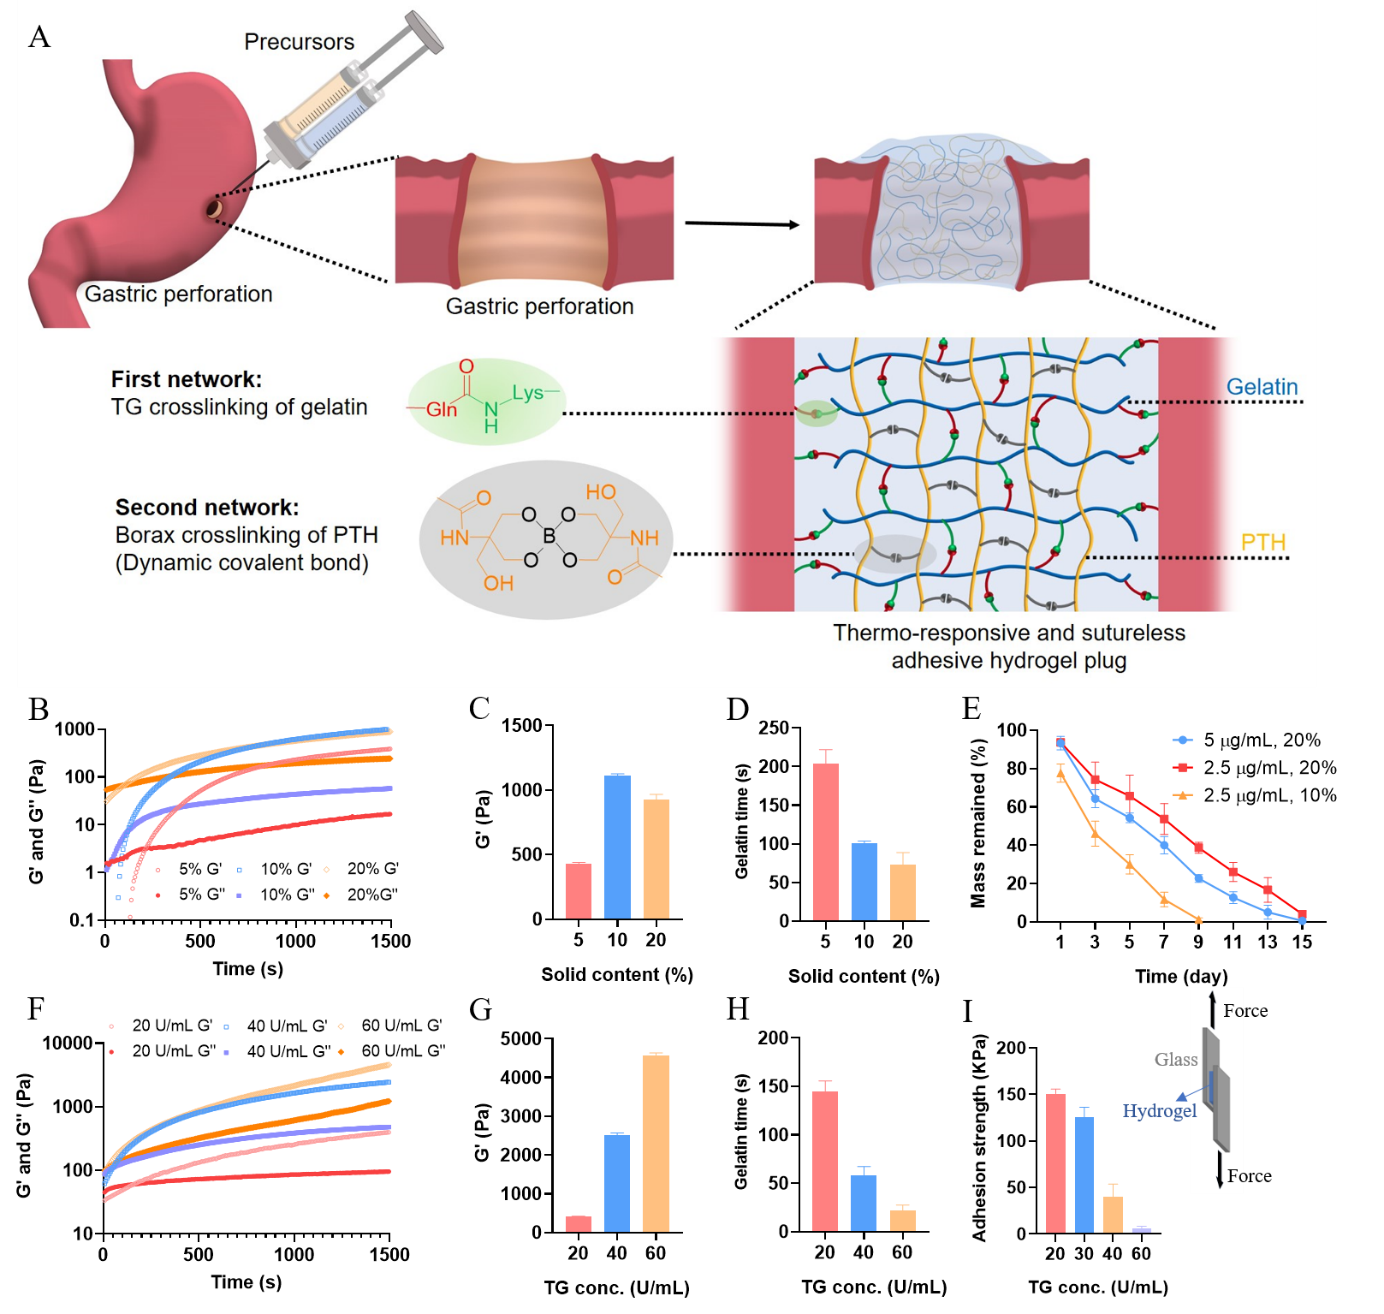 A
Precursors
Gastric perforation
Gastric perforation
First network:
TG crosslinking of gelatin
O
Gln
N
H
Lys
Gelatin
Second network:
Borax crosslinking of PTH
(Dynamic covalent bond)
O
HN
OH
O
O
B
O
O
HO
NH
O
PTH
Thermo-responsive and sutureless
adhesive hydrogel plug
B
G' and G'' (Pa)
1000
100
10
1
0.1
5% G' 10% G' 20% G'
5% G'' 10% G'' 20%G''
0 500 1000 1500
Time (s)
C
G' (Pa)
1500
1000
500
0
5 10 20
Solid content (%)
D
Gelatin time (s)
250
200
150
100
50
0
5 10 20
Solid content (%)
E
Mass remained (%)
100
80
60
40
20
0
5 μg/mL, 20%
2.5 μg/mL, 20%
2.5 μg/mL, 10%
1 3 5 7 9 11 13 15
Time (day)
F
20 U/mL G' 40 U/mL G' 60 U/mL G'
20 U/mL G'' 40 U/mL G'' 60 U/mL G''
G' and G'' (Pa)
10000
1000
100
10
0 500 1000 1500
Time (s)
G
G' (Pa)
5000
4000
3000
2000
1000
0
20 40 60
TG conc. (U/mL)
H
Gelatin time (s)
200
150
100
50
0
20 40 60
TG conc. (U/mL)
I
Adhesion strength (KPa)
200
150
100
50
0
20 30 40 60
TG conc. (U/mL)
Force
Glass
Hydrogel
Force